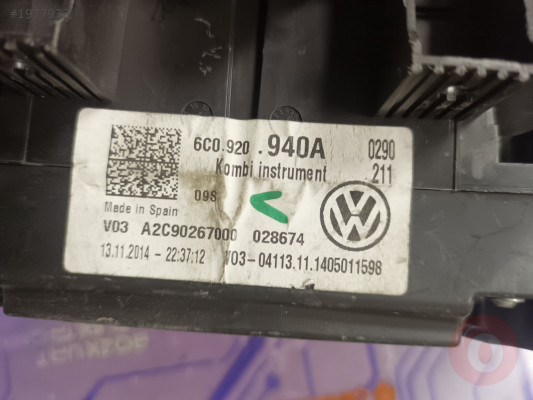 6C0.920 .940A 0290
Kombi instrument 211
09S
Made in Spain
V03 A2C90267000 028674
13.11.2014 - 22:37:12 V03-04113.11.1405011598